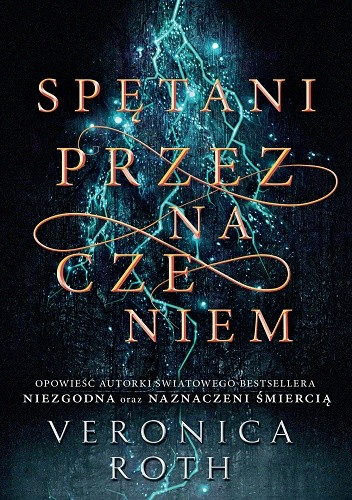 SPĘTANI
PRZEZ
NA
CZE
NIEM
OPOWIEŚĆ AUTORKI ŚWIATOWEGO BESTSELLERA
NIEZGODNA oraz NAZNACZENI ŚMIERCIĄ
VERONICA
ROTH